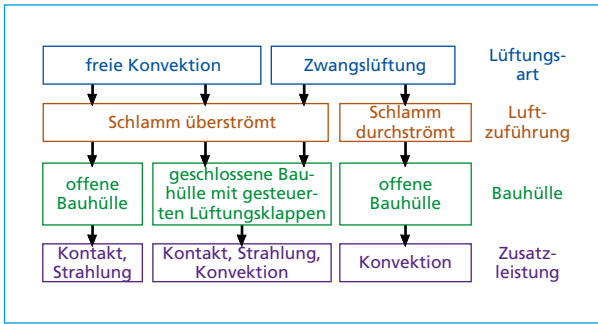 freie Konvektion
Zwangslüftung
Lüftungs-
art
Schlamm überströmt
Schlamm
durchströmt
Luft-
zuführung
offene
Bauhülle
geschlossene Bau-
hülle mit gesteuer-
ten Lüftungsklappen
offene
Bauhülle
Bauhülle
Kontakt,
Strahlung
Kontakt, Strahlung,
Konvektion
Konvektion
Zusatz-
leistung